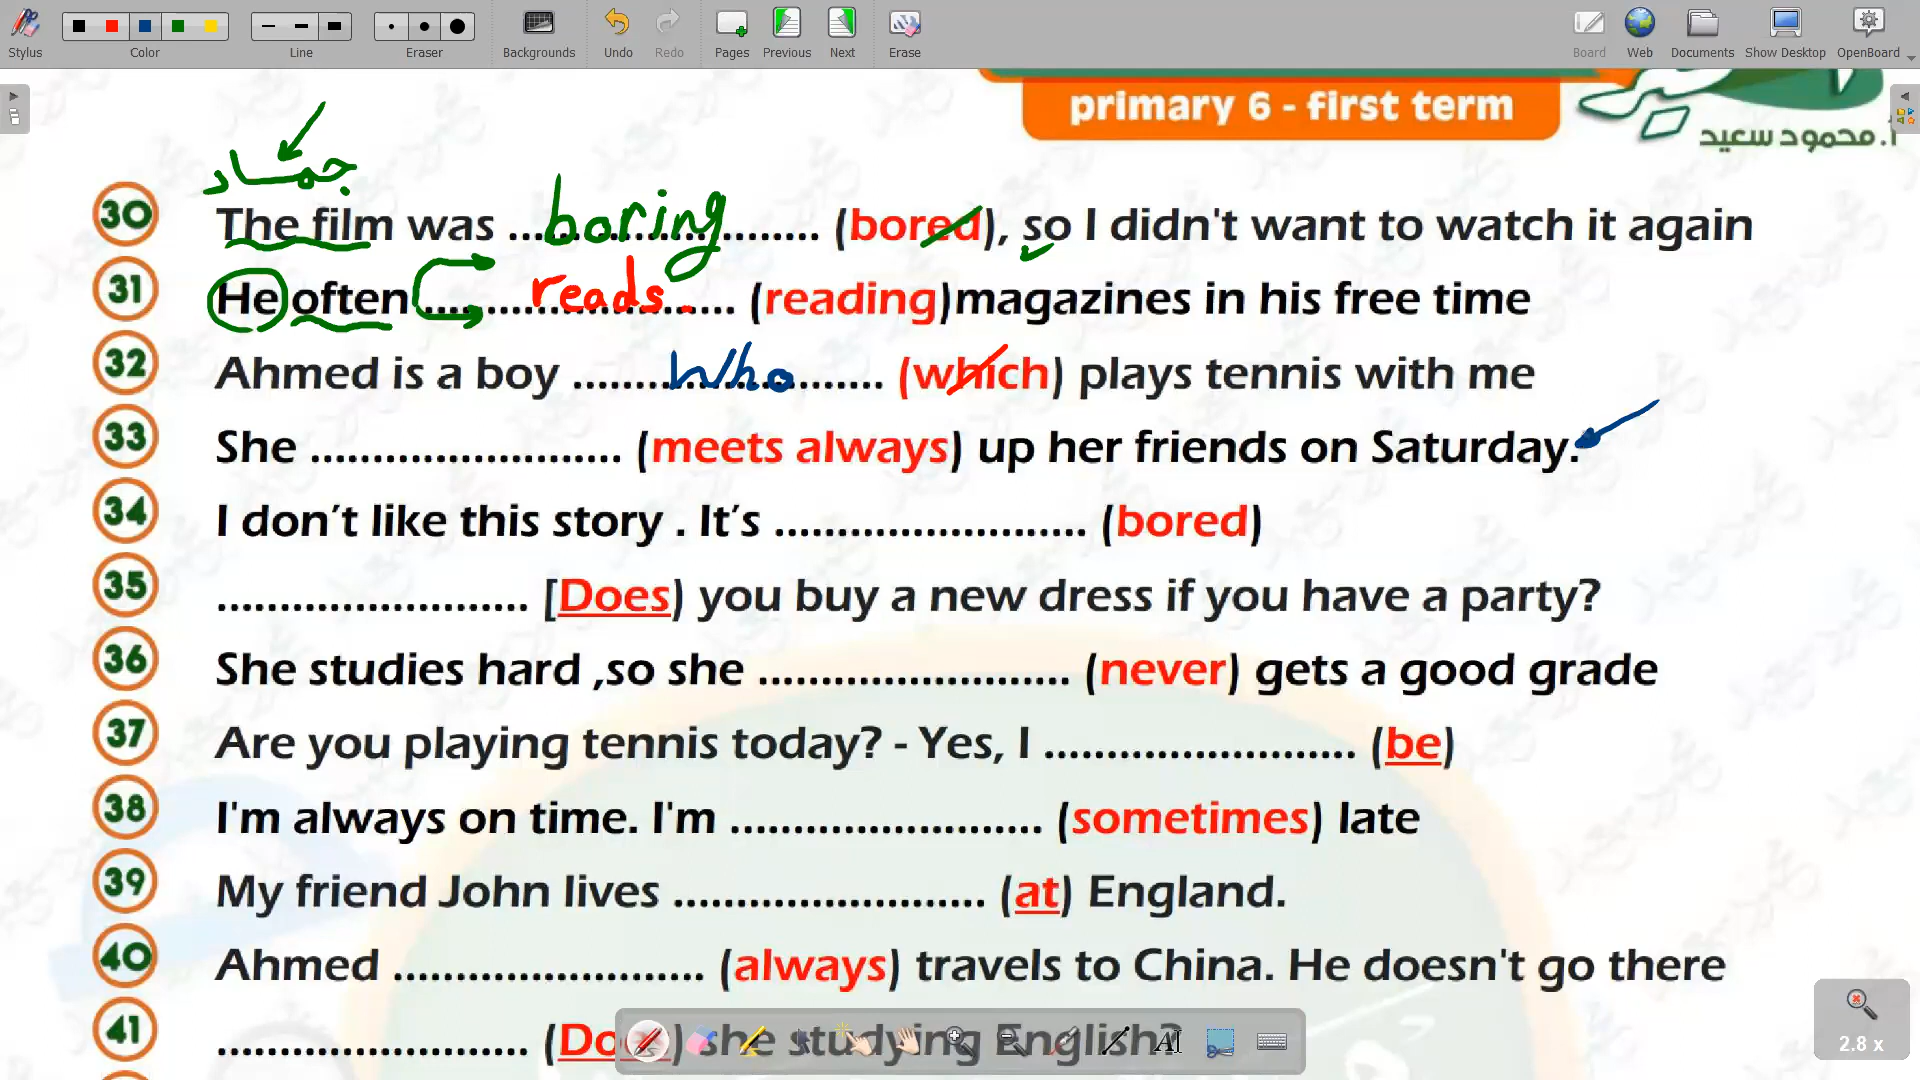 Stylus Color Line Eraser Backgrounds Undo Redo Pages Previous Next Erase Board Web Documents Show Desktop OpenBoard
primary 6 - first term
أ. محمود سعيد
جماد
30 The film was ........................ boring (bored), so I didn't want to watch it again
31 He often ........................ reads (reading)magazines in his free time
32 Ahmed is a boy ........................ Who (which) plays tennis with me
33 She ........................ (meets always) up her friends on Saturday.
34 I don't like this story . It's ........................ (bored)
35 ........................ [Does) you buy a new dress if you have a party?
36 She studies hard ,so she ........................ (never) gets a good grade
37 Are you playing tennis today? - Yes, I ........................ (be)
38 I'm always on time. I'm ........................ (sometimes) late
39 My friend John lives ........................ (at) England.
40 Ahmed ........................ (always) travels to China. He doesn't go there
41 ........................ (Do ) she studying English?
2.8 x